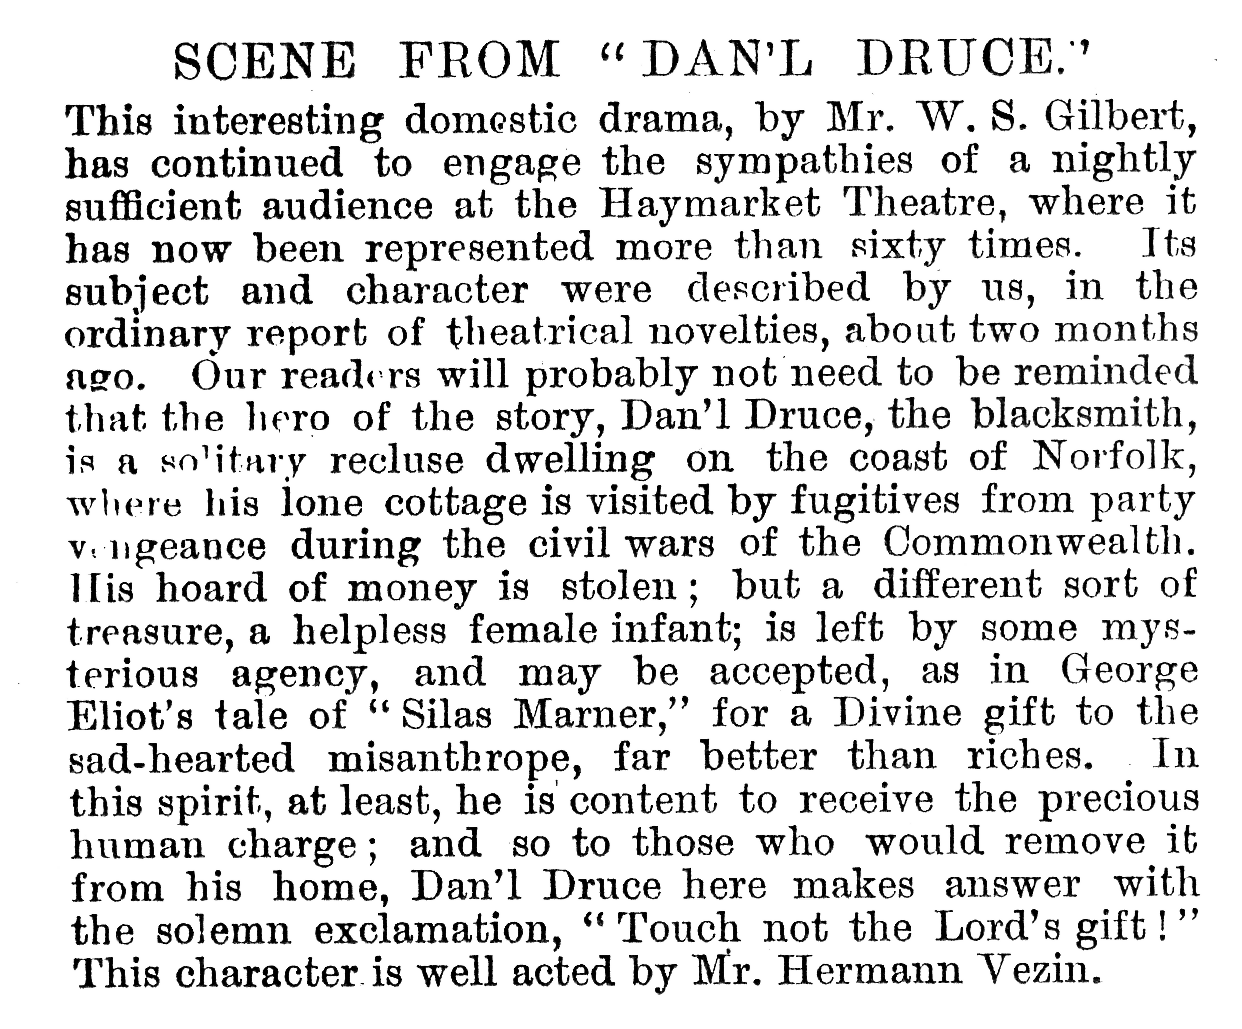 SCENE FROM “DAN'L DRUCE.”
This interesting domestic drama, by Mr. W. S. Gilbert,
has continued to engage the sympathies of a nightly
sufficient audience at the Haymarket Theatre, where it
has now been represented more than sixty times. Its
subject and character were described by us, in the
ordinary report of theatrical novelties, about two months
ago. Our readers will probably not need to be reminded
that the hero of the story, Dan'l Druce, the blacksmith,
is a solitary recluse dwelling on the coast of Norfolk,
where his lone cottage is visited by fugitives from party
vengeance during the civil wars of the Commonwealth.
His hoard of money is stolen; but a different sort of
treasure, a helpless female infant; is left by some mys-
terious agency, and may be accepted, as in George
Eliot's tale of “Silas Marner,” for a Divine gift to the
sad-hearted misanthrope, far better than riches. In
this spirit, at least, he is content to receive the precious
human charge; and so to those who would remove it
from his home, Dan'l Druce here makes answer with
the solemn exclamation, “Touch not the Lord's gift!”
This character is well acted by Mr. Hermann Vezin.